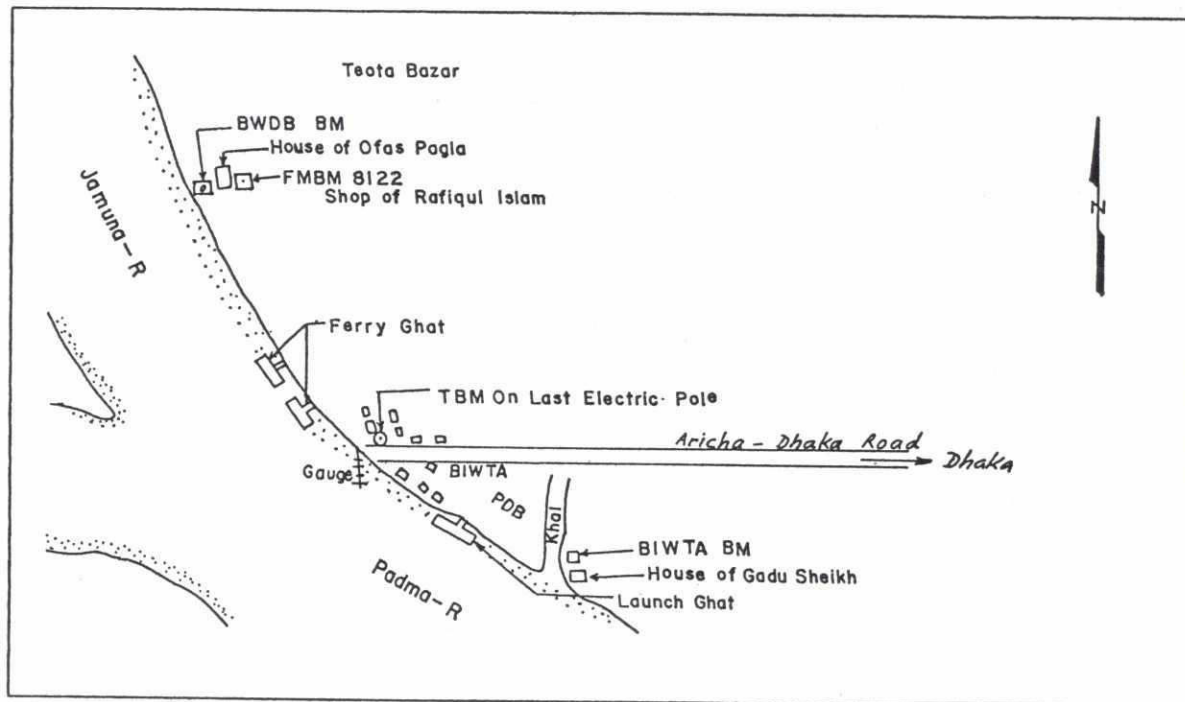 Teota Bazar
BWDB BM
House of Ofas Pagla
FMBM 8122
Shop of Rafiqul Islam
Jamuna-R
N
Ferry Ghat
TBM On Last Electric Pole
Aricha - Dhaka Road
Dhaka
Gauge
BIWTA
PDB
Khal
BIWTA BM
House of Gadu Sheikh
Launch Ghat
Padma-R